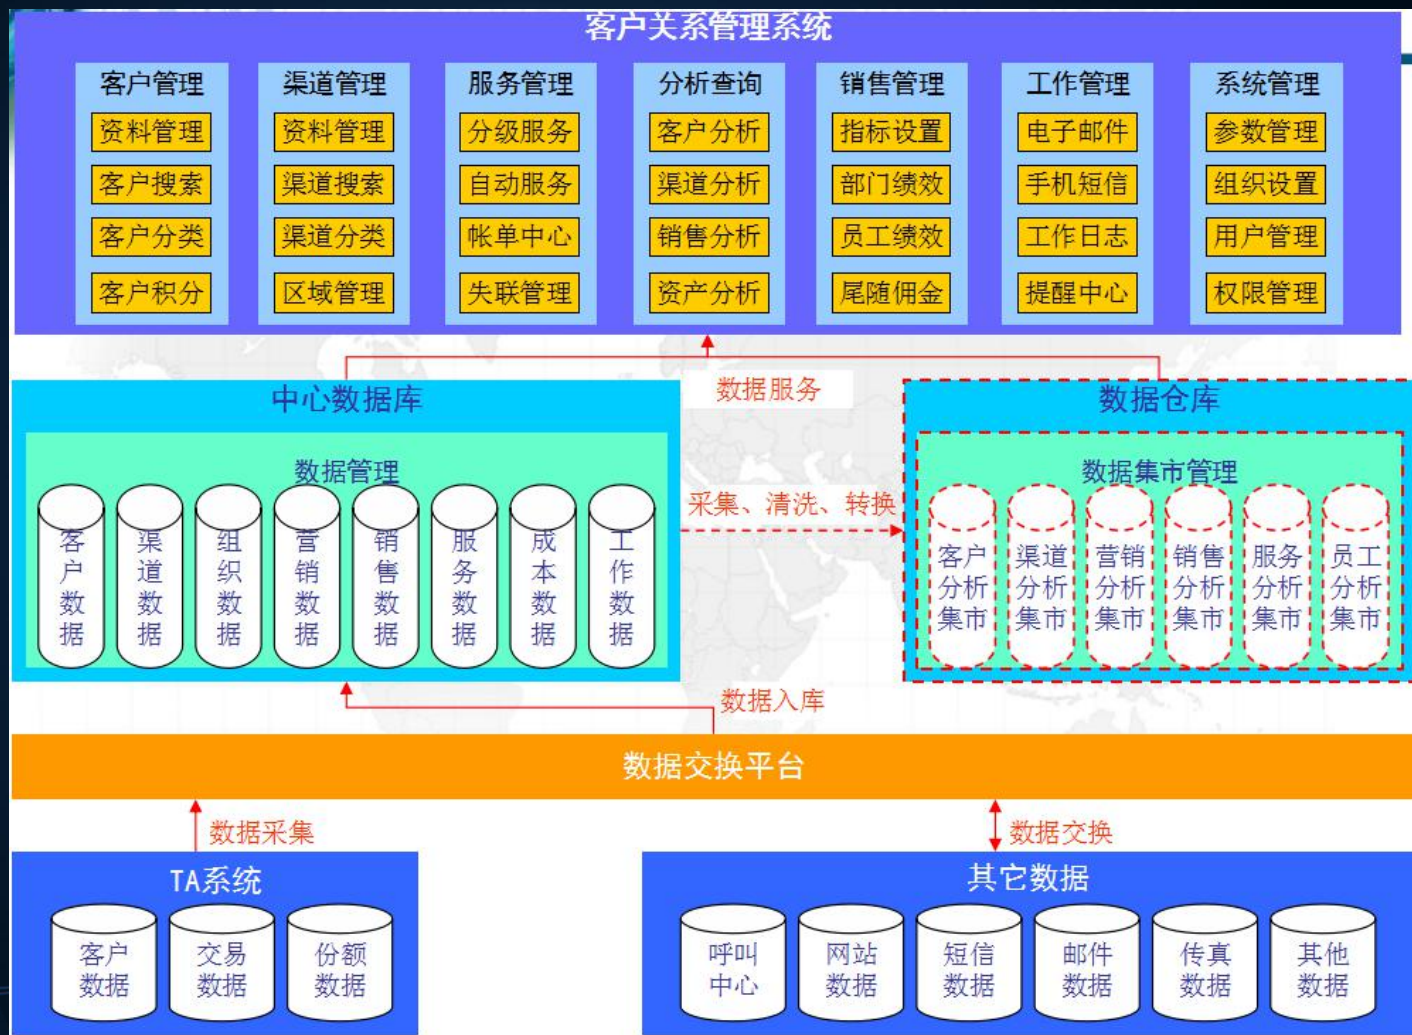 客户关系管理系统
客户管理
资料管理
客户搜索
客户分类
客户积分
渠道管理
资料管理
渠道搜索
渠道分类
区域管理
服务管理
分级服务
自动服务
帐单中心
失联管理
分析查询
客户分析
渠道分析
销售分析
资产分析
销售管理
指标设置
部门绩效
员工绩效
尾随佣金
工作管理
电子邮件
手机短信
工作日志
提醒中心
系统管理
参数管理
组织设置
用户管理
权限管理
数据服务
中心数据库
数据管理
客户数据
渠道数据
组织数据
营销数据
销售数据
服务数据
成本数据
工作数据
采集、清洗、转换
数据仓库
数据集市管理
客户
分析
集市
渠道
分析
集市
营销
分析
集市
销售
分析
集市
服务
分析
集市
员工
分析
集市
数据入库
数据交换平台
数据采集
数据交换
TA系统
客户
数据
交易
数据
份额
数据
其它数据
呼叫
中心
网站
数据
短信
数据
邮件
数据
传真
数据
其他
数据